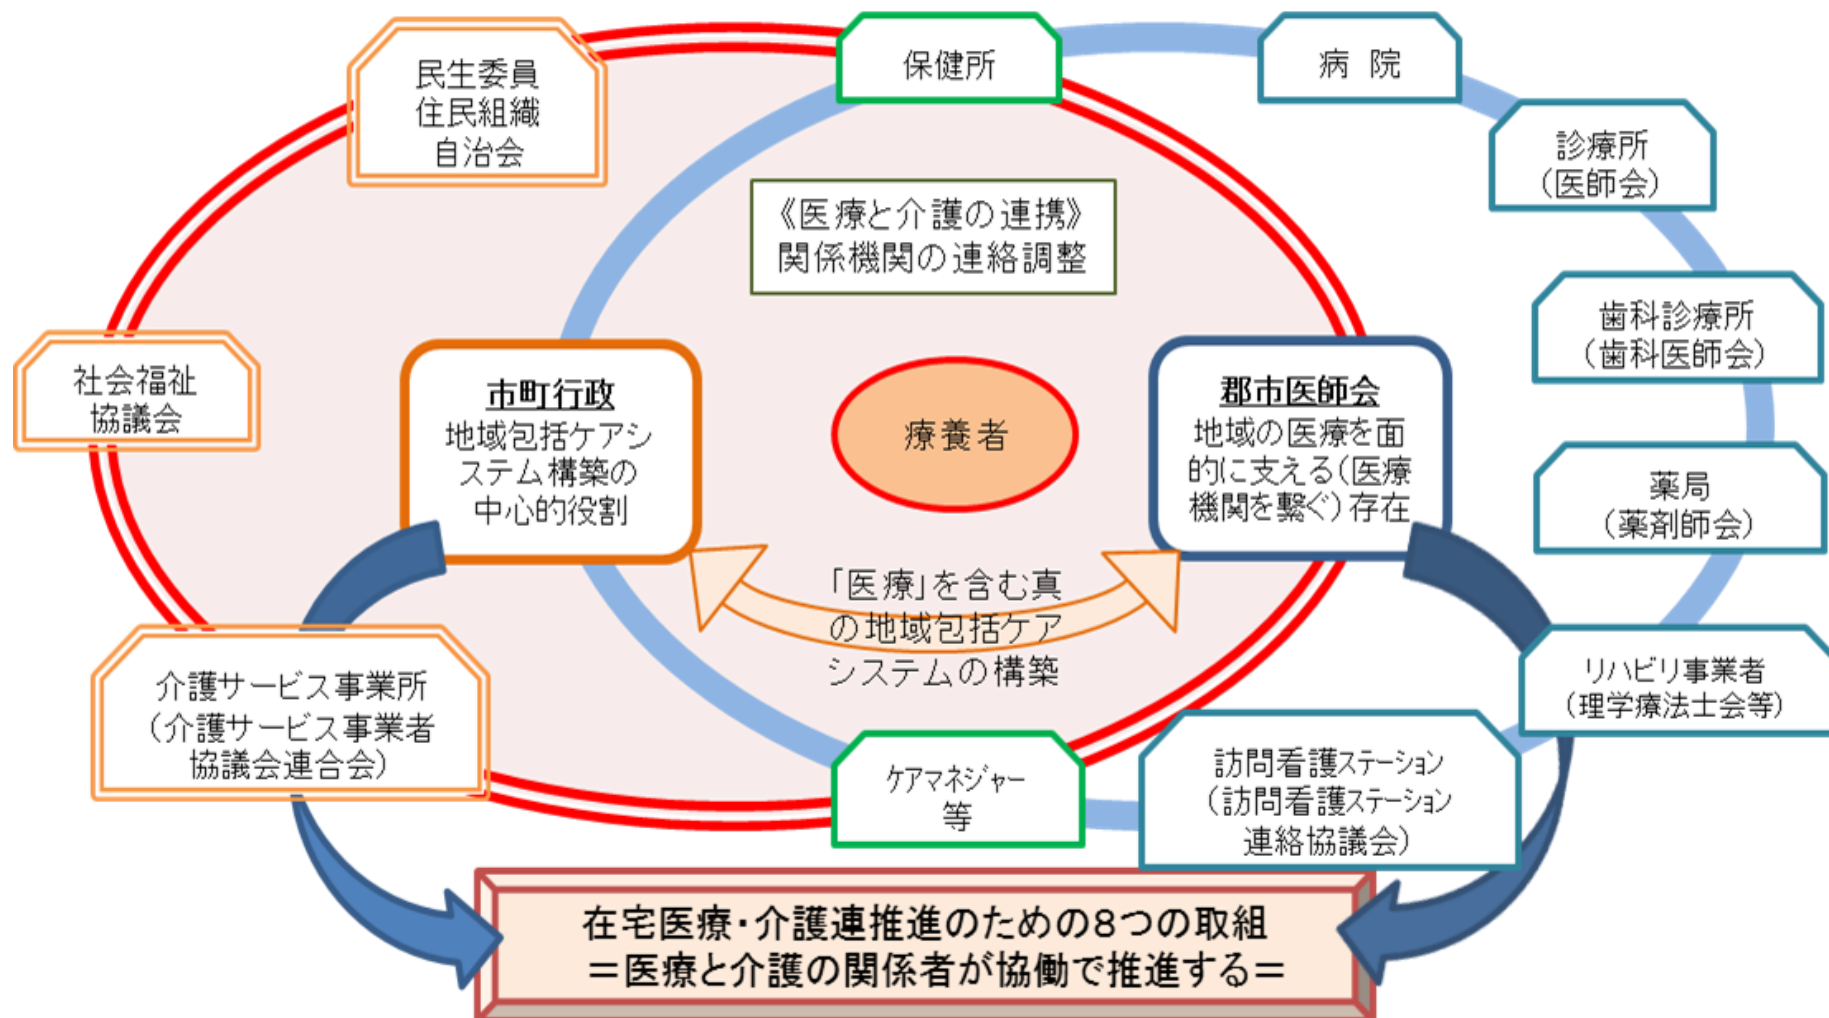 民生委員
住民組織
自治会
保健所
病 院
診療所
(医師会)
《医療と介護の連携》
関係機関の連絡調整
歯科診療所
(歯科医師会)
社会福祉
協議会
市町行政
地域包括ケアシ
ステム構築の
中心的役割
療養者
郡市医師会
地域の医療を面
的に支える(医療
機関を繋ぐ)存在
薬局
(薬剤師会)
「医療」を含む真
の地域包括ケア
システムの構築
介護サービス事業所
(介護サービス事業者
協議会連合会)
リハビリ事業者
(理学療法士会等)
ケアマネジャー
等
訪問看護ステーション
(訪問看護ステーション
連絡協議会)
在宅医療・介護連推進のための8つの取組
=医療と介護の関係者が協働で推進する=